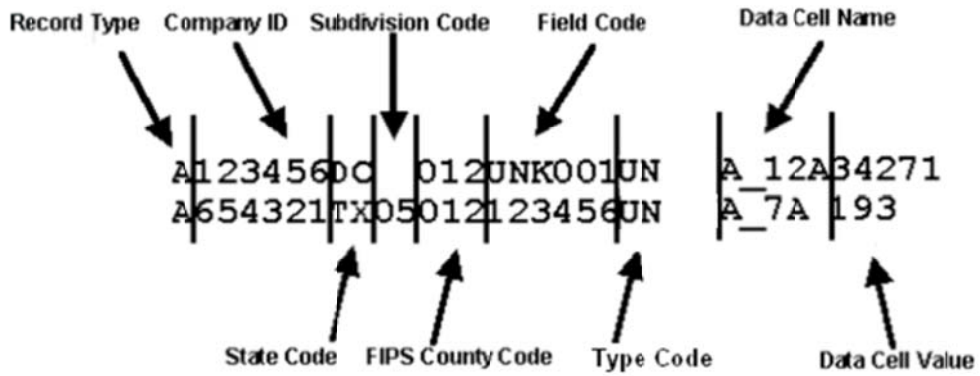 Record Type Company ID Subdivision Code Field Code Data Cell Name
A123456DC 012UNK001UN A_12A34271
A654321TX05012123456UN A_7A 193
State Code FIPS County Code Type Code Data Cell Value